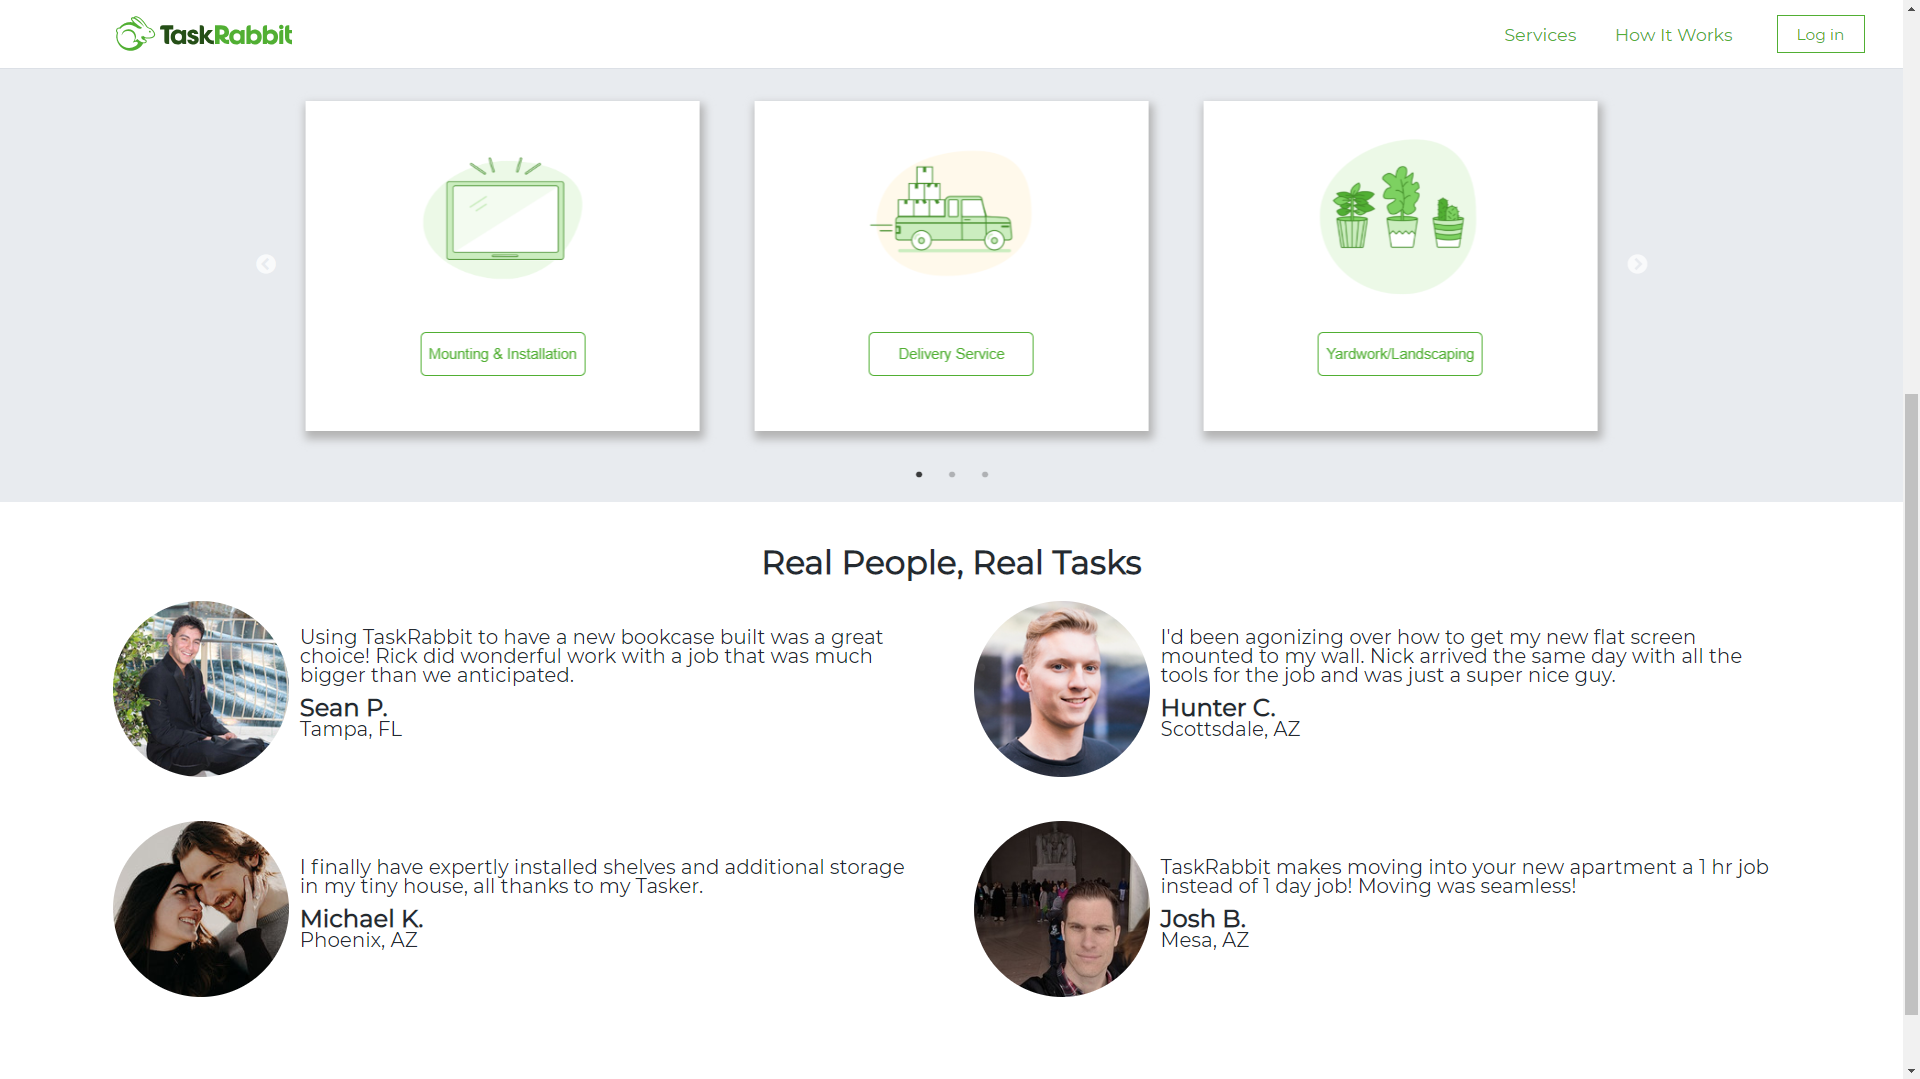 TaskRabbit
Services
How It Works
Log in
Mounting & Installation
Delivery Service
Yardwork/Landscaping
Real People, Real Tasks
Using TaskRabbit to have a new bookcase built was a great
choice! Rick did wonderful work with a job that was much
bigger than we anticipated.
Sean P.
Tampa, FL
I'd been agonizing over how to get my new flat screen
mounted to my wall. Nick arrived the same day with all the
tools for the job and was just a super nice guy.
Hunter C.
Scottsdale, AZ
I finally have expertly installed shelves and additional storage
in my tiny house, all thanks to my Tasker.
Michael K.
Phoenix, AZ
TaskRabbit makes moving into your new apartment a 1 hr job
instead of 1 day job! Moving was seamless!
Josh B.
Mesa, AZ